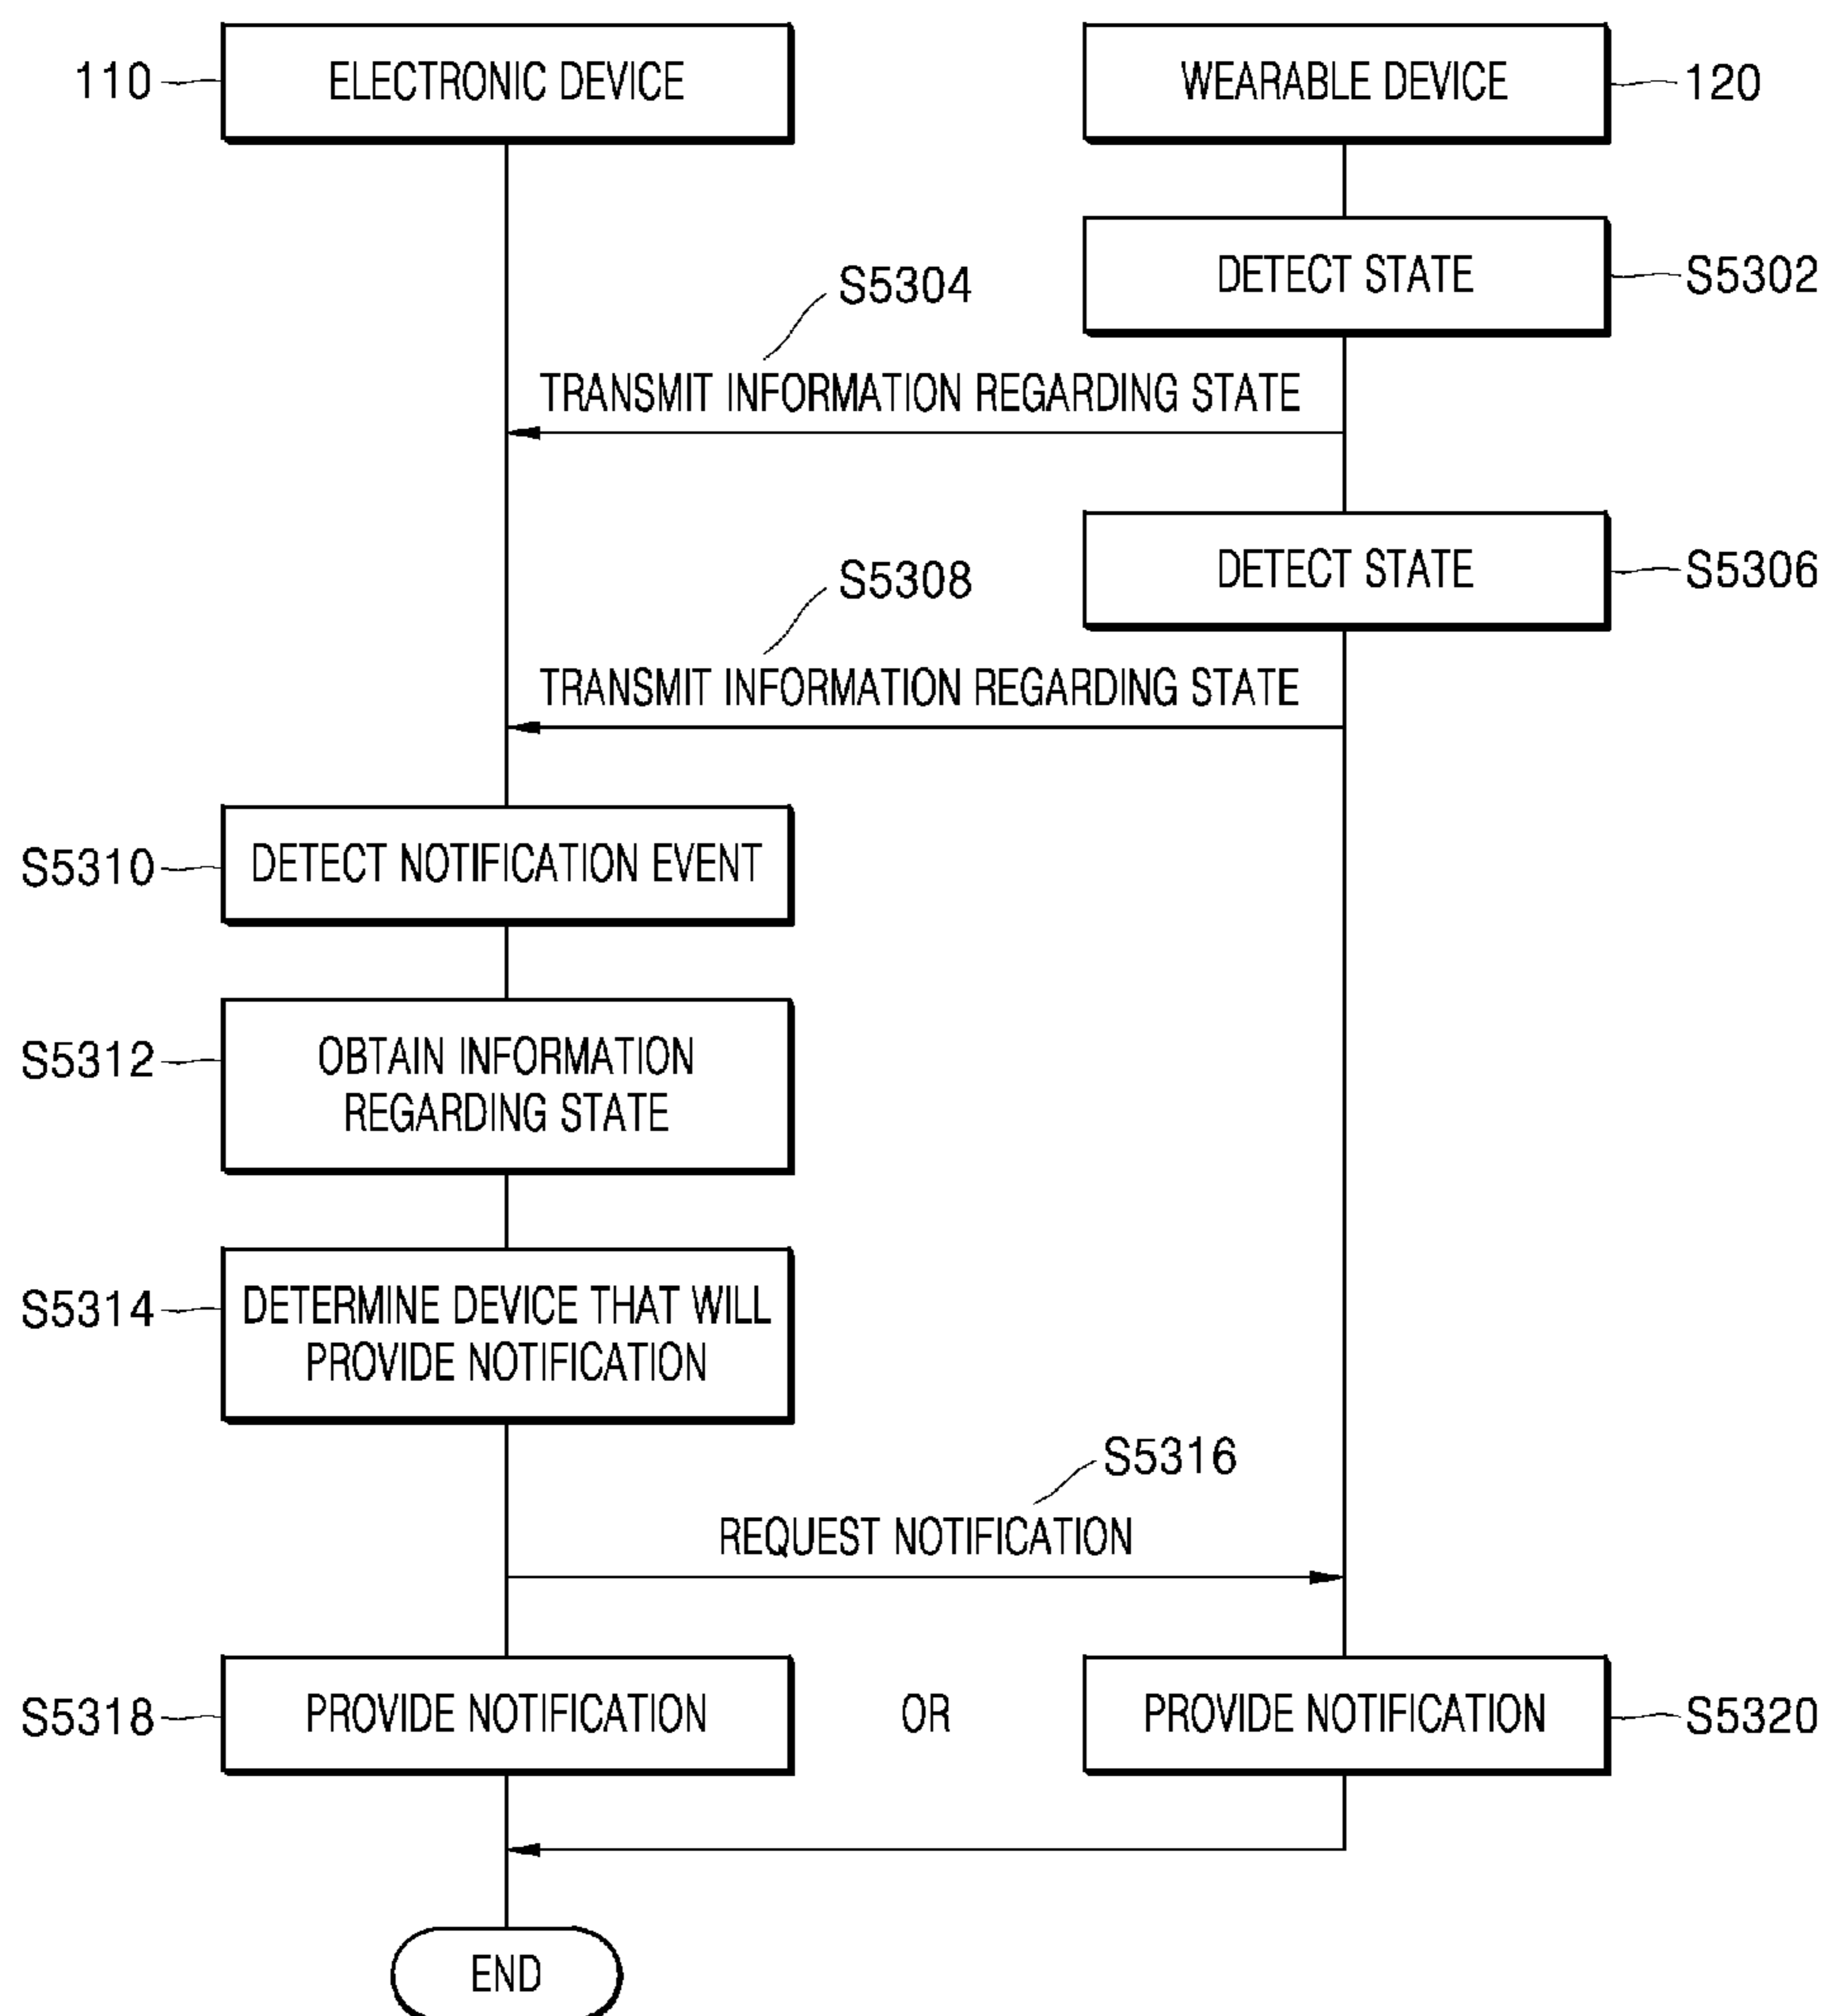 110
ELECTRONIC DEVICE
WEARABLE DEVICE
120
DETECT STATE
S5302
S5304
TRANSMIT INFORMATION REGARDING STATE
DETECT STATE
S5306
S5308
TRANSMIT INFORMATION REGARDING STATE
S5310
DETECT NOTIFICATION EVENT
S5312
OBTAIN INFORMATION
REGARDING STATE
S5314
DETERMINE DEVICE THAT WILL
PROVIDE NOTIFICATION
S5316
REQUEST NOTIFICATION
S5318
PROVIDE NOTIFICATION
OR
PROVIDE NOTIFICATION
S5320
END